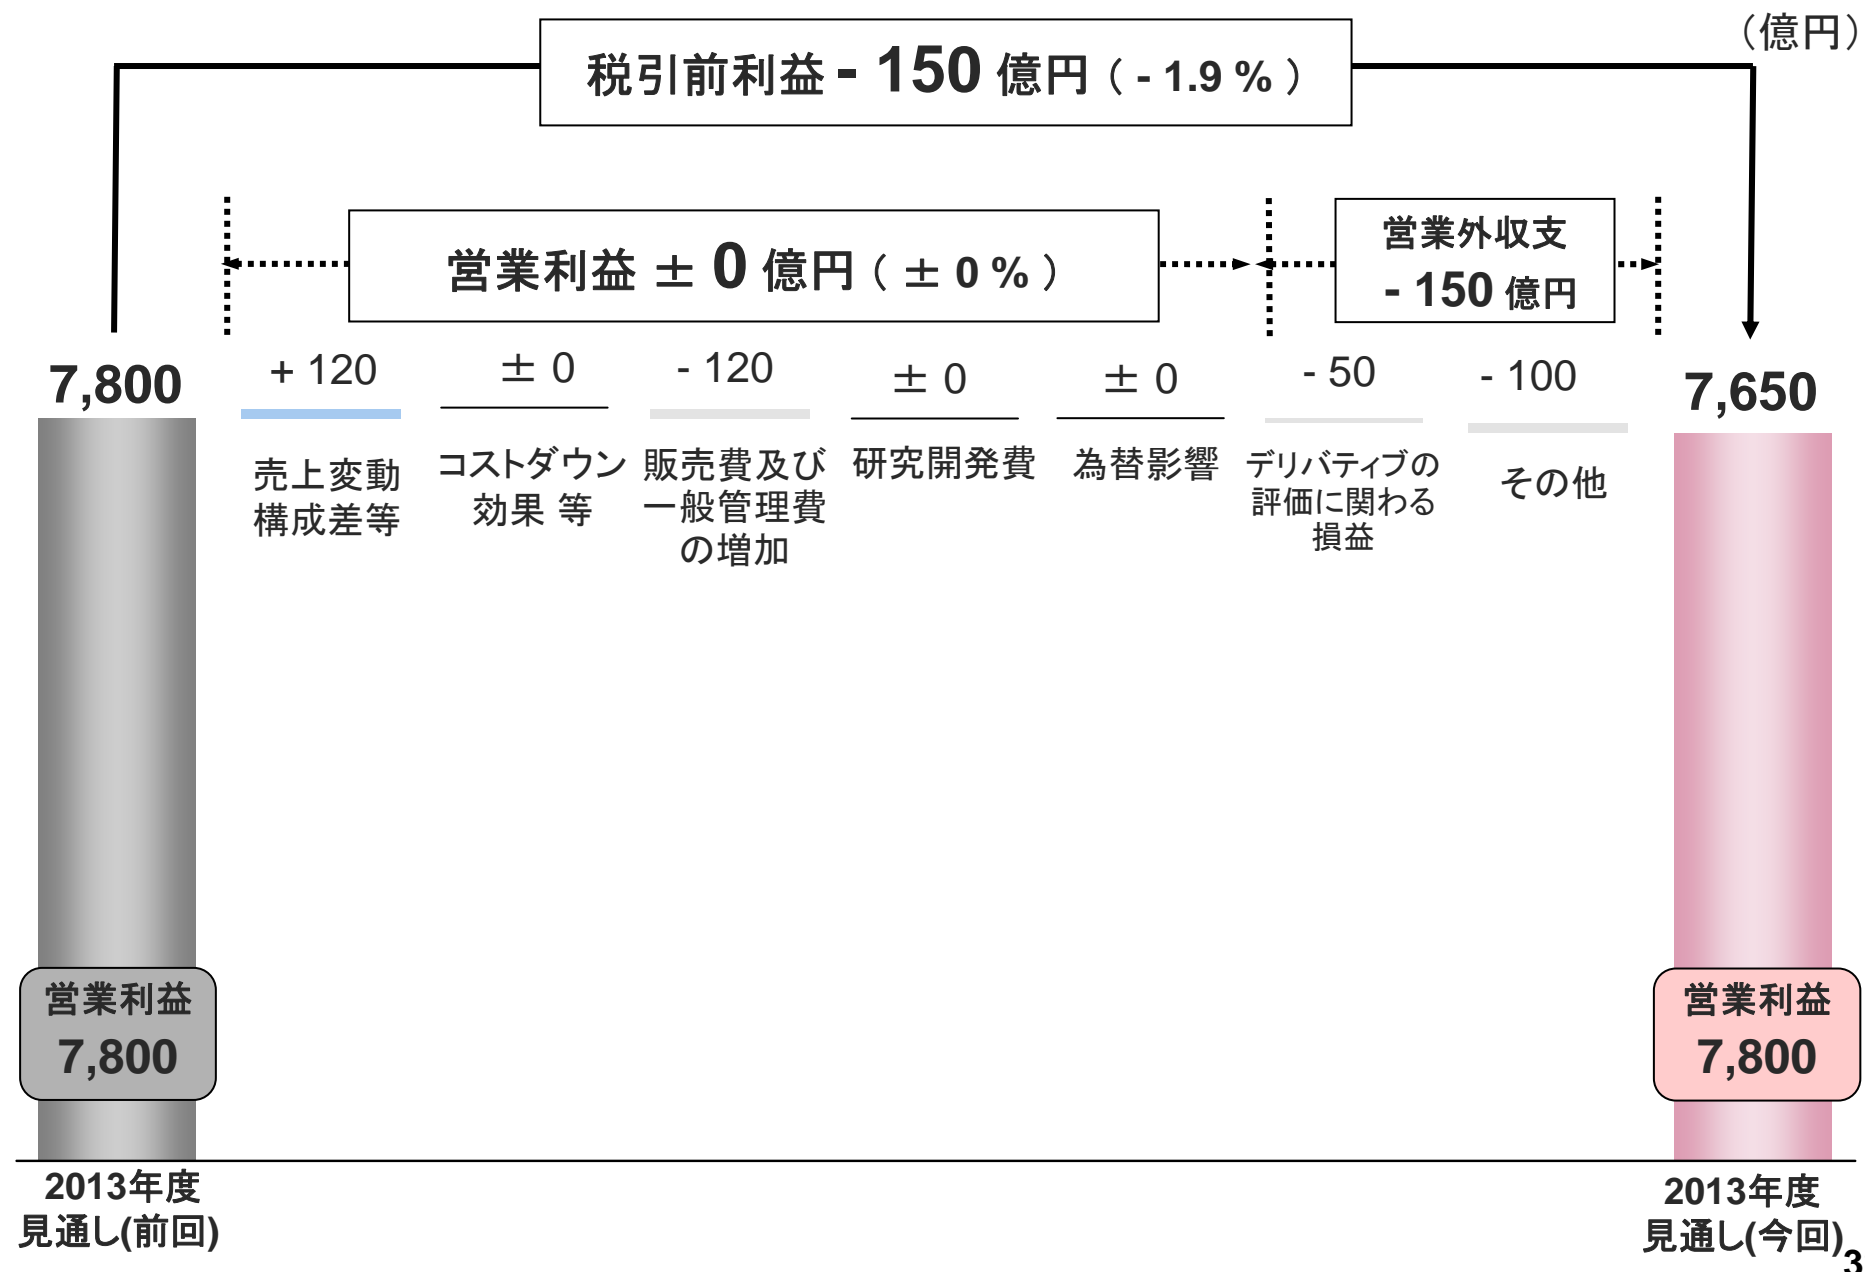 （億円）
税引前利益 - 150 億円 ( - 1.9 % )
営業利益 ± 0 億円 ( ± 0 % )
営業外収支
- 150 億円
7,800
+ 120
± 0
- 120
± 0
± 0
- 50
- 100
7,650
売上変動
構成差等
コストダウン
効果 等
販売費及び
一般管理費
の増加
研究開発費
為替影響
デリバティブの
評価に関わる
損益
その他
営業利益
7,800
営業利益
7,800
2013年度
見通し(前回)
2013年度
見通し(今回)
3